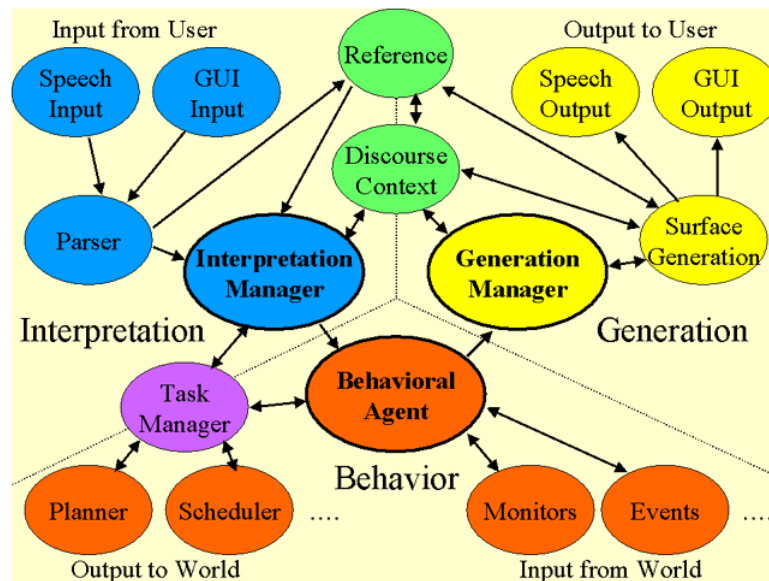 Input from User
Output to User
Speech
Input
GUI
Input
Reference
Speech
Output
GUI
Output
Discourse
Context
Parser
Surface
Generation
Interpretation
Manager
Generation
Manager
Interpretation
Generation
Task
Manager
Behavioral
Agent
Behavior
Planner
Scheduler
....
Monitors
Events
....
Output to World
Input from World